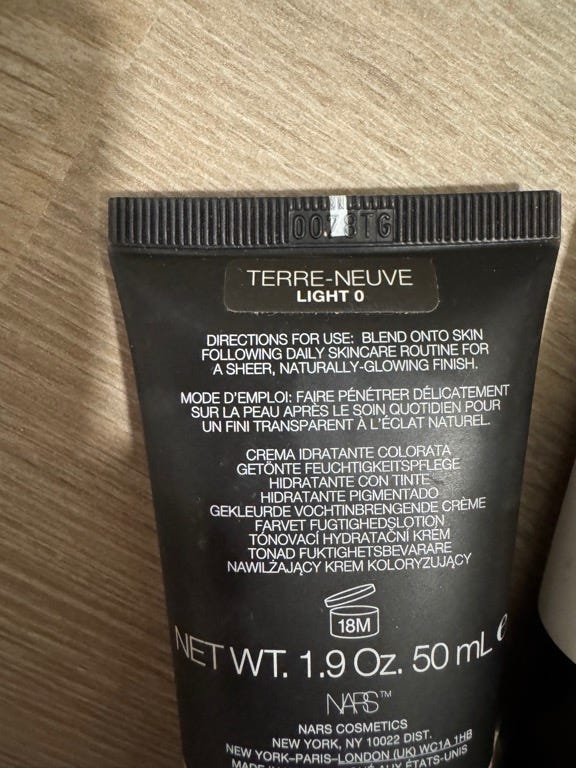 TERRE-NEUVE
LIGHT 0
DIRECTIONS FOR USE: BLEND ONTO SKIN
FOLLOWING DAILY SKINCARE ROUTINE FOR
A SHEER, NATURALLY-GLOWING FINISH.
MODE D'EMPLOI: FAIRE PÉNÉTRER DÉLICATEMENT
SUR LA PEAU APRÈS LE SOIN QUOTIDIEN POUR
UN FINI TRANSPARENT À L'ÉCLAT NATUREL.
CREMA IDRATANTE COLORATA
GETÖNTE FEUCHTIGKEITSPFLEGE
HIDRATANTE CON TINTE
HIDRATANTE PIGMENTADO
GEKLEURDE VOCHTINBRENGENDE CRÈME
FARVET FUGTIGHEDSLOTION
TÓNOVACÍ HYDRATAČNÍ KRÉM
TONAD FUKTIGHETSBEVARARE
NAWILŻAJĄCY KREM KOLORYZUJĄCY
18M
NET WT. 1.9 OZ. 50 mL e
NARS™
NARS COSMETICS
NEW YORK, NY 10022 DIST.
NEW YORK–PARIS–LONDON (UK) WC1A 1HB
AUX ÉTATS-UNIS